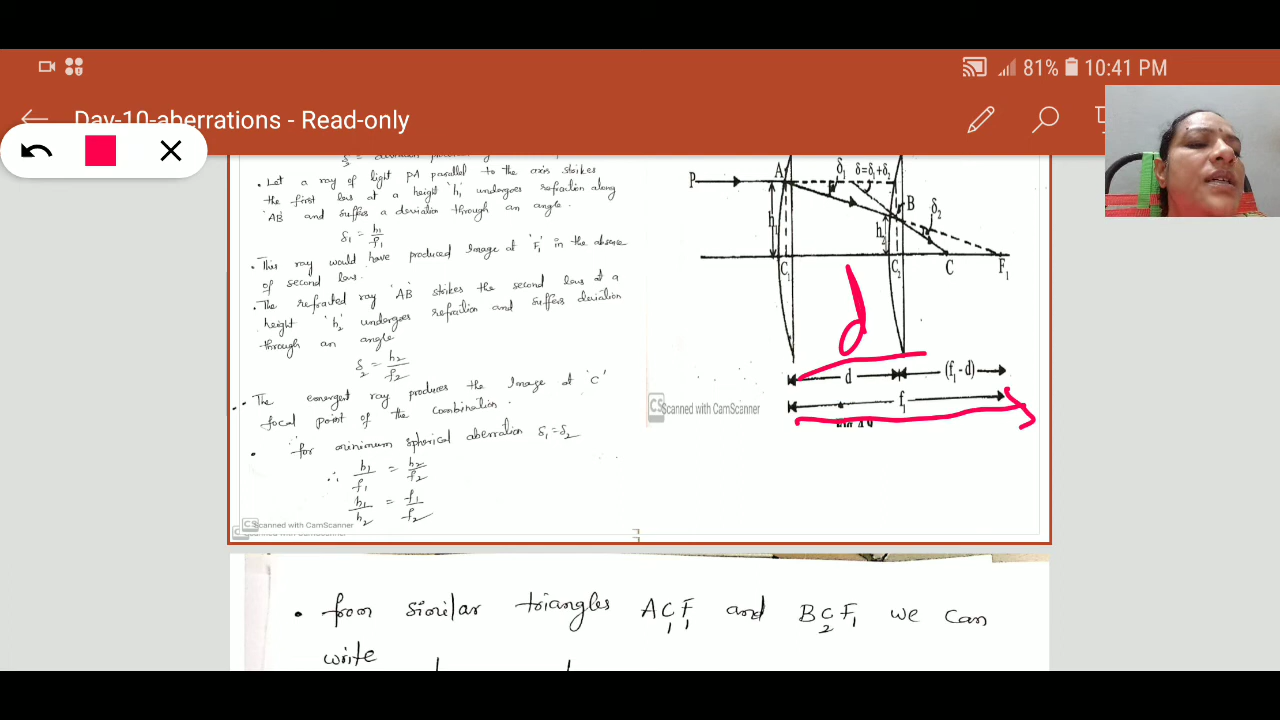 81% 10:41 PM
Day-10-aberrations - Read-only
• Let a ray of light PA parallel to the axis strikes
the first lens at a height 'h₁' undergoes refraction along
'AB' and suffers a deviation through an angle.
δ₁ = h₁/f₁
• This ray would have produced Image at 'F₁' in the absence
of second lens.
• The refracted ray 'AB' strikes the second lens at a
height 'h₂' undergoes refraction and suffers deviation
through an angle
δ₂ = h₂/f₂
• The emergent ray produces the Image at 'C'
focal point of the combination.
• for minimum spherical aberration δ₁=δ₂
∴ h₁/f₁ = h₂/f₂
h₁/h₂ = f₁/f₂
CS Scanned with CamScanner
P A δ₁ δ=δ₁+δ₂
B δ₂
h₁ h₂
C₁ C₂ C F₁
d
d (f₁-d)
f₁
CS Scanned with CamScanner
• from similar triangles AC₁F₁ and BC₂F₁ we can
write